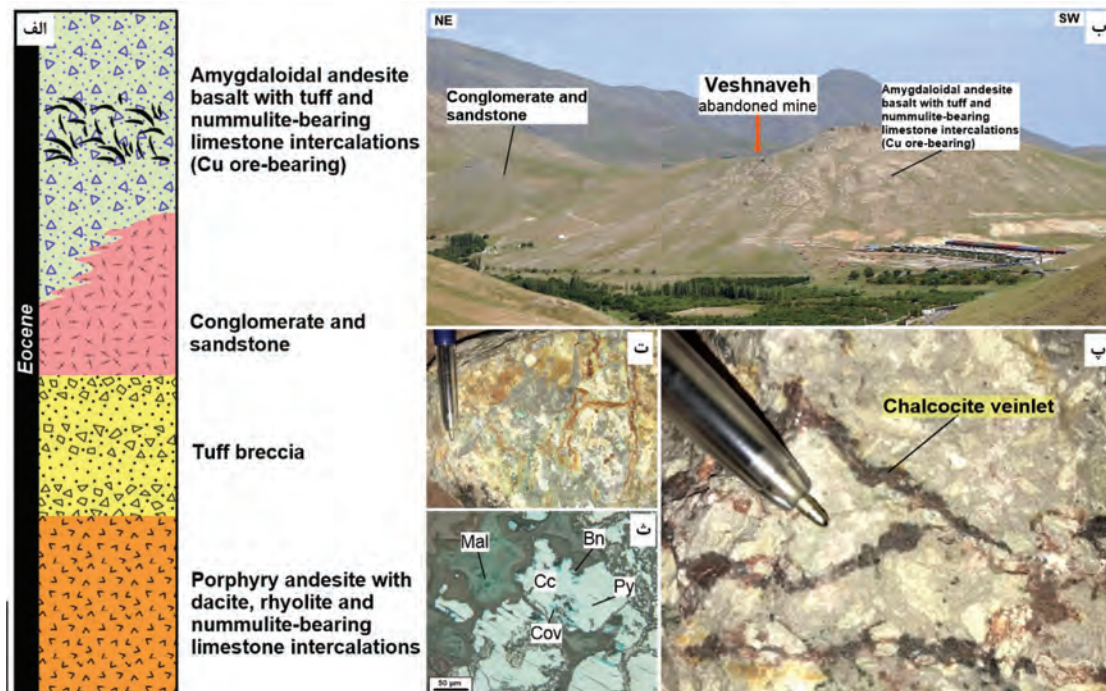 الف
Eocene
Amygdaloidal andesite
basalt with tuff and
nummulite-bearing
limestone intercalations
(Cu ore-bearing)
Conglomerate and
sandstone
Tuff breccia
Porphyry andesite with
dacite, rhyolite and
nummulite-bearing
limestone intercalations
NE
SW
ب
Conglomerate and
sandstone
Veshnaveh
abandoned mine
Amygdaloidal andesite
basalt with tuff and
nummulite-bearing
limestone intercalations
(Cu ore-bearing)
ت
پ
Chalcocite veinlet
ث
Mal
Bn
Cc
Py
Cov
50 µm